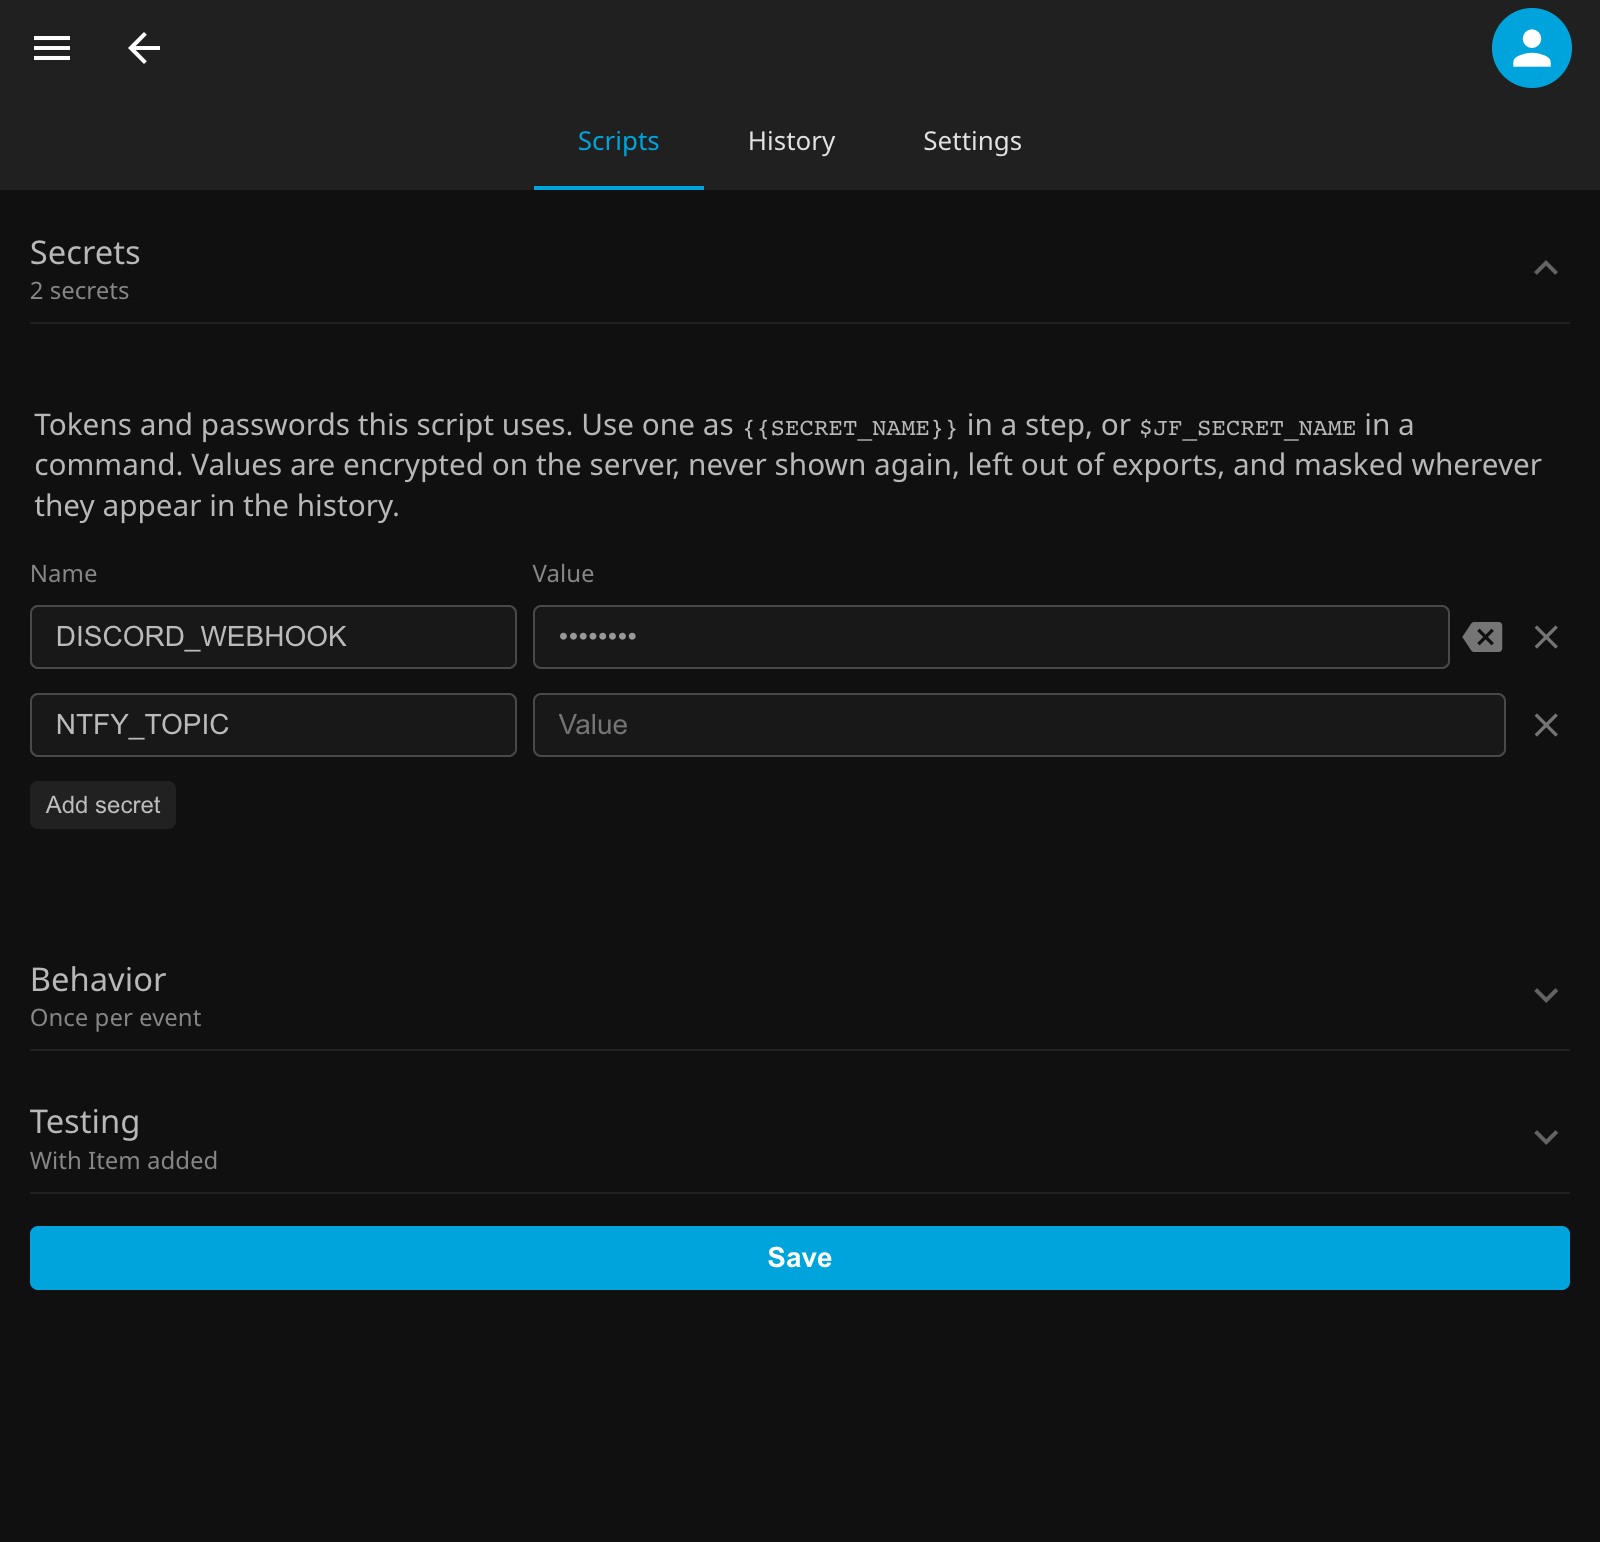 Scripts
History
Settings
Secrets
2 secrets
Tokens and passwords this script uses. Use one as {{SECRET_NAME}} in a step, or $JF_SECRET_NAME in a
command. Values are encrypted on the server, never shown again, left out of exports, and masked wherever
they appear in the history.
Name
Value
DISCORD_WEBHOOK
••••••••
NTFY_TOPIC
Value
Add secret
Behavior
Once per event
Testing
With Item added
Save